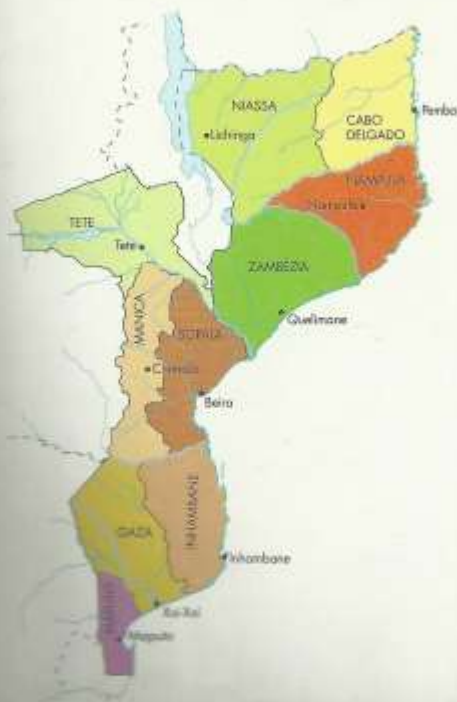 NIASSA
Lichinga
CABO
DELGADO
Pemba
NAMPULA
Nampula
TETE
Tete
ZAMBEZIA
Quelimane
MANICA
SOFALA
Chimoio
Beira
INHAMBANE
GAZA
Inhambane
Xai-Xai
Maputo